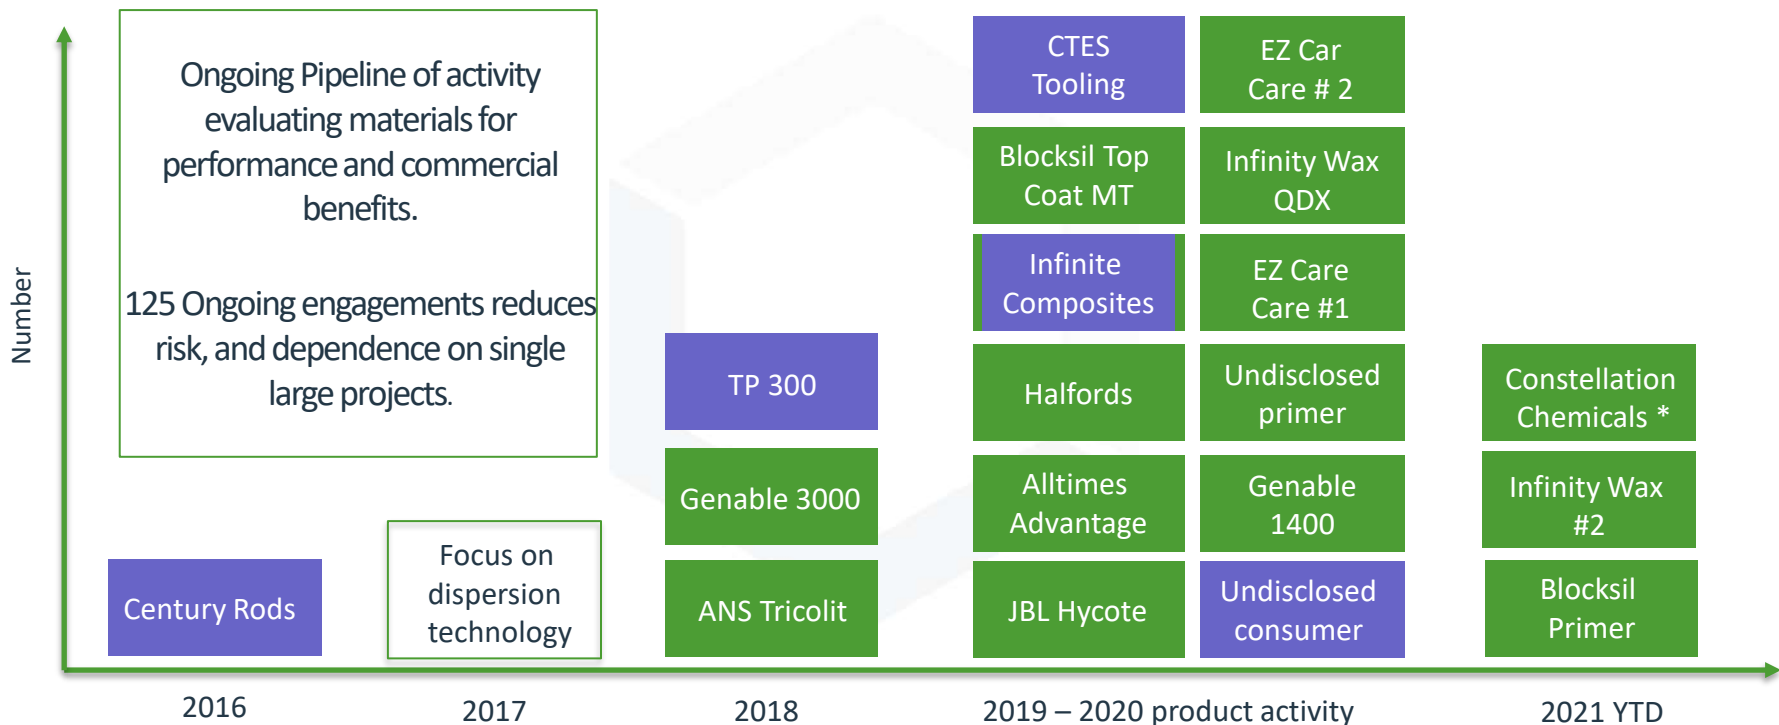 Ongoing Pipeline of activity
evaluating materials for
performance and commercial
benefits.
125 Ongoing engagements reduces
risk, and dependence on single
large projects.
Number
Century Rods
Focus on
dispersion
technology
TP 300
Genable 3000
ANS Tricolit
CTES
Tooling
Blocksil Top
Coat MT
Infinite
Composites
Halfords
Alltimes
Advantage
JBL Hycote
EZ Car
Care # 2
Infinity Wax
QDX
EZ Care
Care #1
Undisclosed
primer
Genable
1400
Undisclosed
consumer
Constellation
Chemicals *
Infinity Wax
#2
Blocksil
Primer
2016
2017
2018
2019 – 2020 product activity
2021 YTD